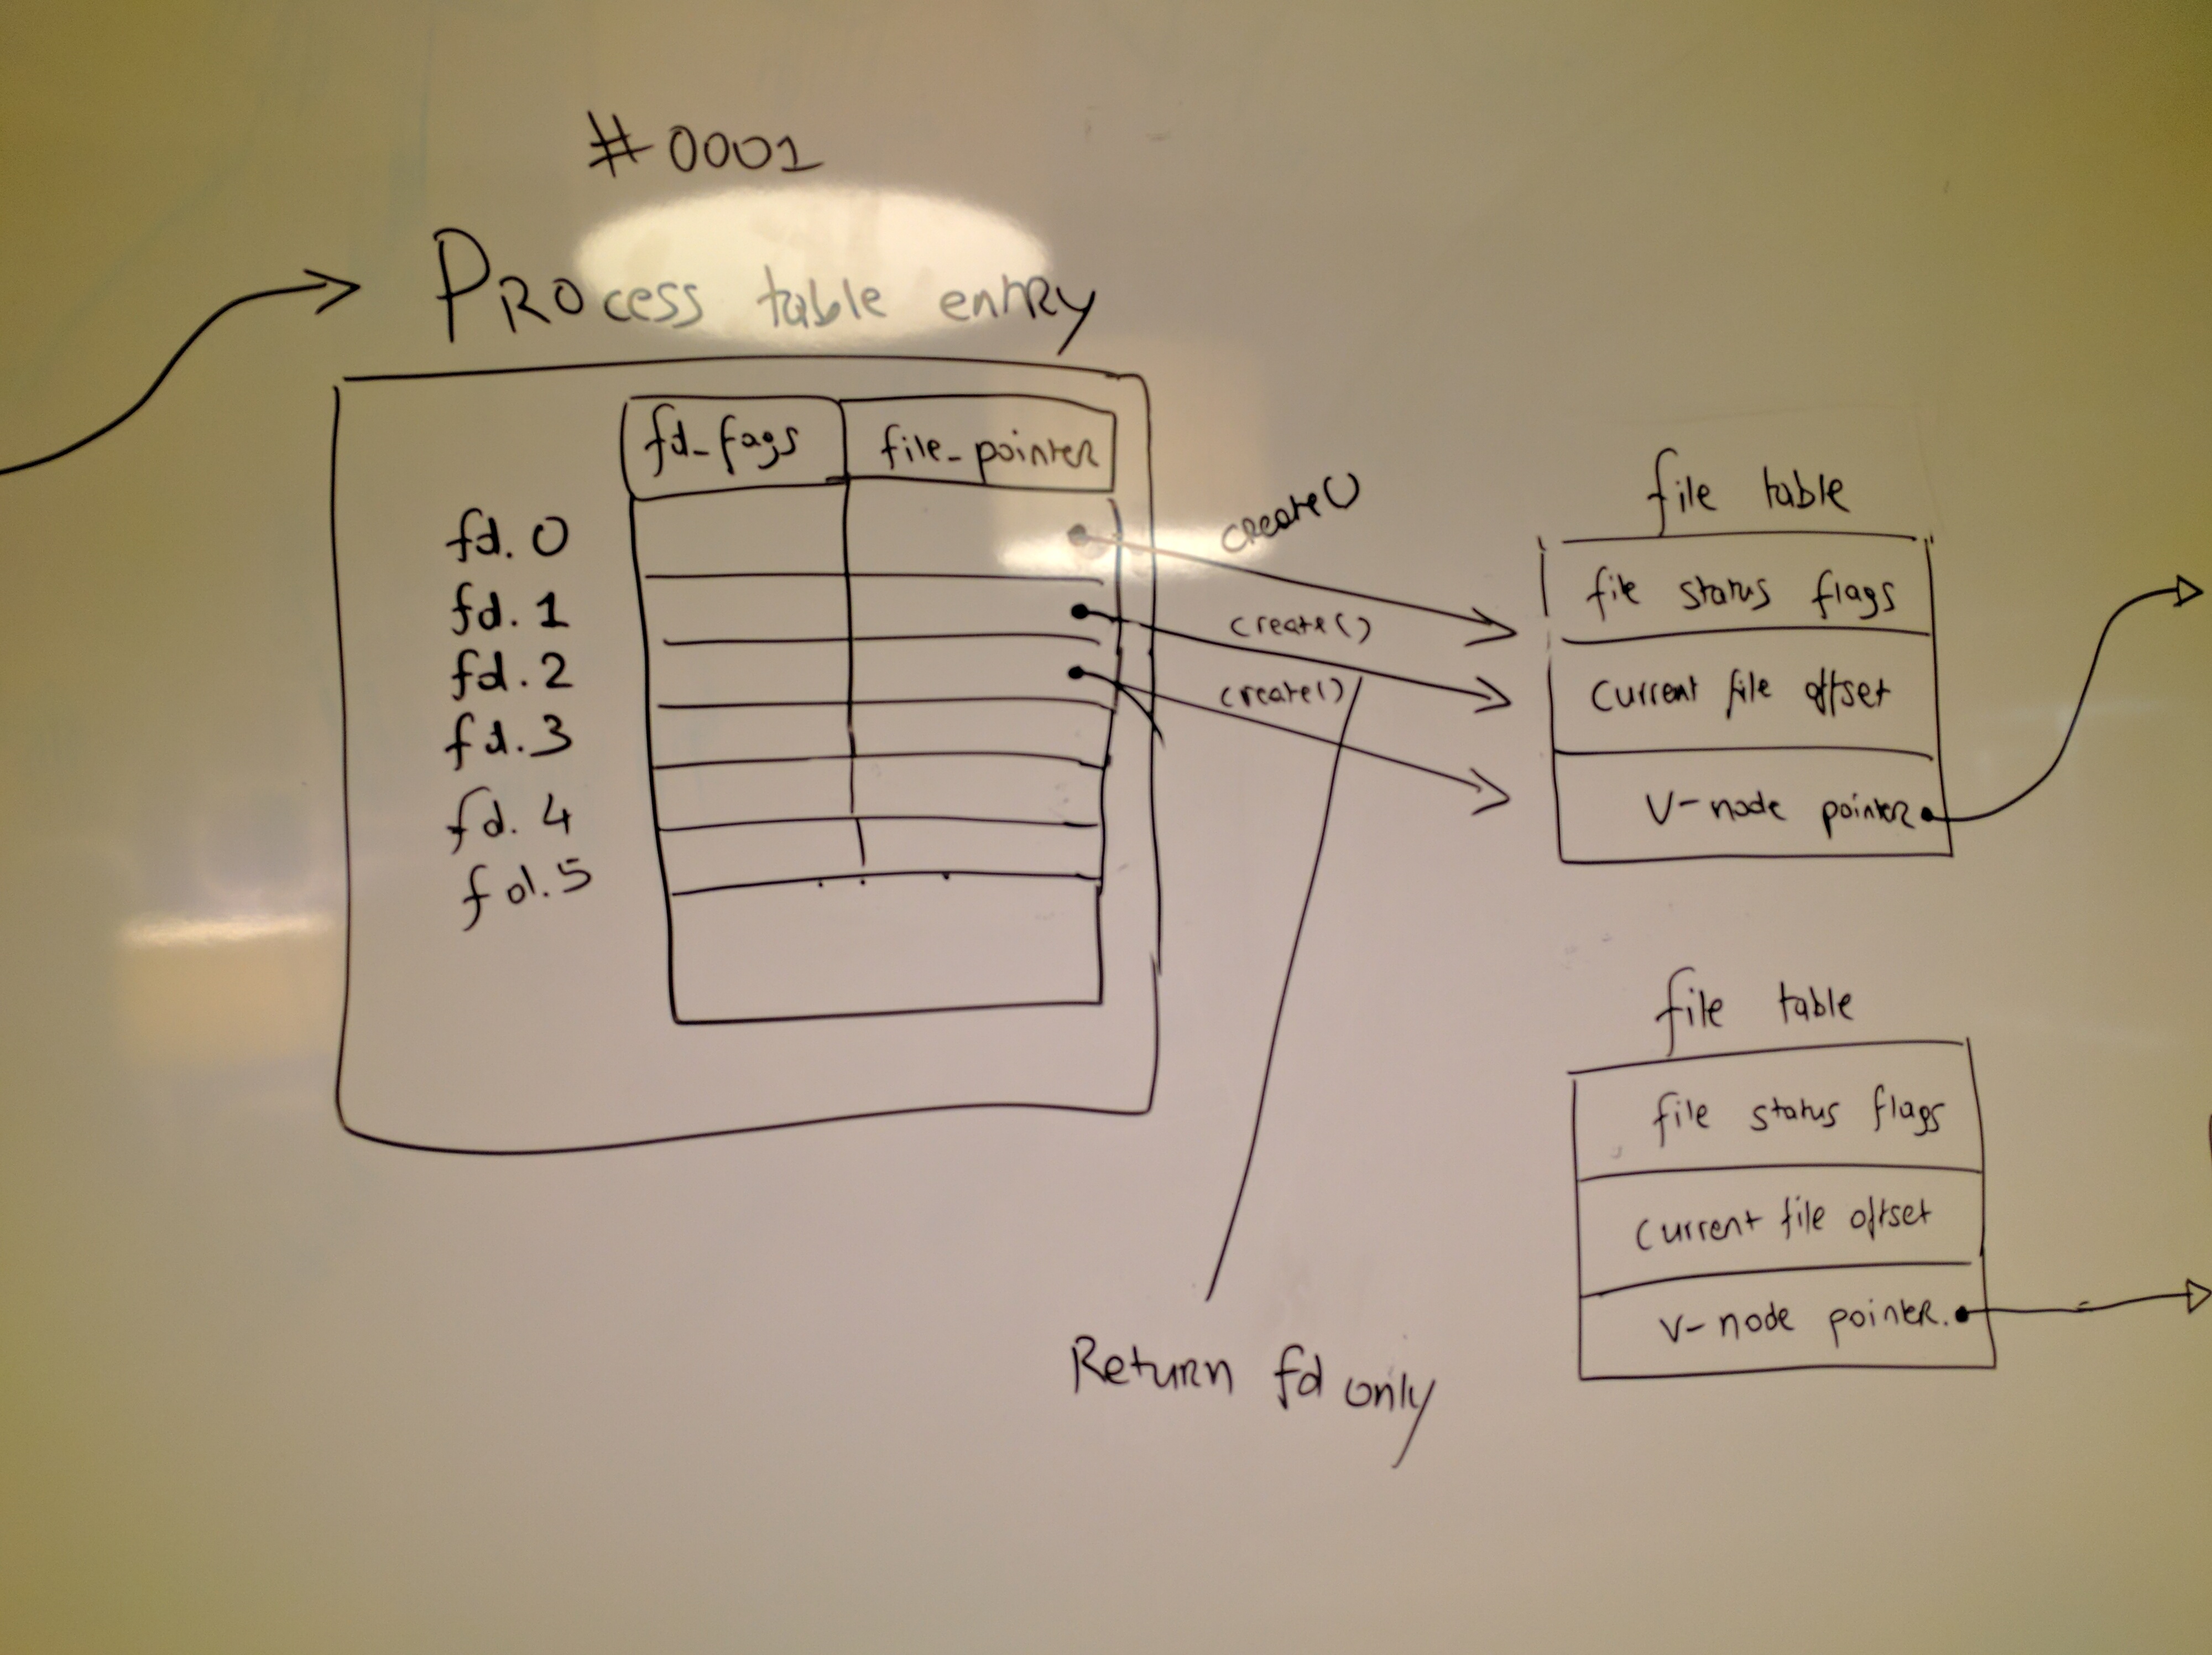 #0001
Process table entry
fd_fags file_pointer
fd.0
fd.1
fd.2
fd.3
fd.4
fd.5
create()
create()
create()
Return fd only
file table
file status flags
Current file offset
V-node pointer
file table
file status flags
Current file offset
V-node pointer.